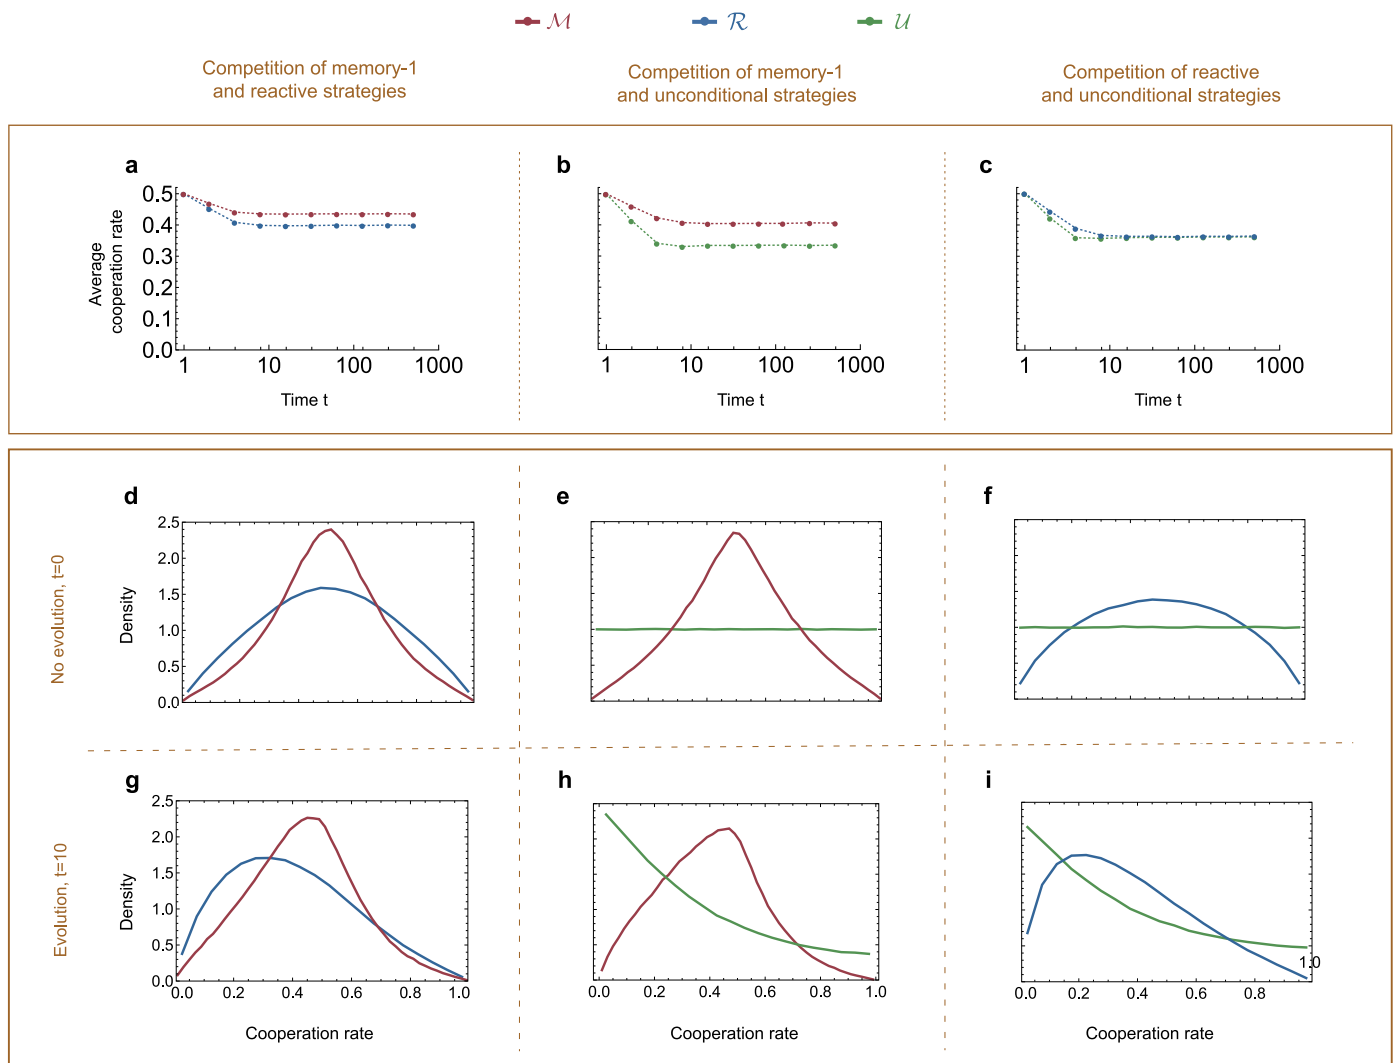 ℳ ℛ 𝒰
Competition of memory-1
and reactive strategies
Competition of memory-1
and unconditional strategies
Competition of reactive
and unconditional strategies
a
Average
cooperation rate
0.5
0.4
0.3
0.2
0.1
0.0
1 10 100 1000
Time t
b
1 10 100 1000
Time t
c
1 10 100 1000
Time t
No evolution, t=0
d
Density
2.5
2.0
1.5
1.0
0.5
0.0
e
f
Evolution, t=10
g
Density
2.5
2.0
1.5
1.0
0.5
0.0
0.0 0.2 0.4 0.6 0.8 1.0
Cooperation rate
h
0.0 0.2 0.4 0.6 0.8 1.0
Cooperation rate
i
1.0
0.0 0.2 0.4 0.6 0.8
Cooperation rate